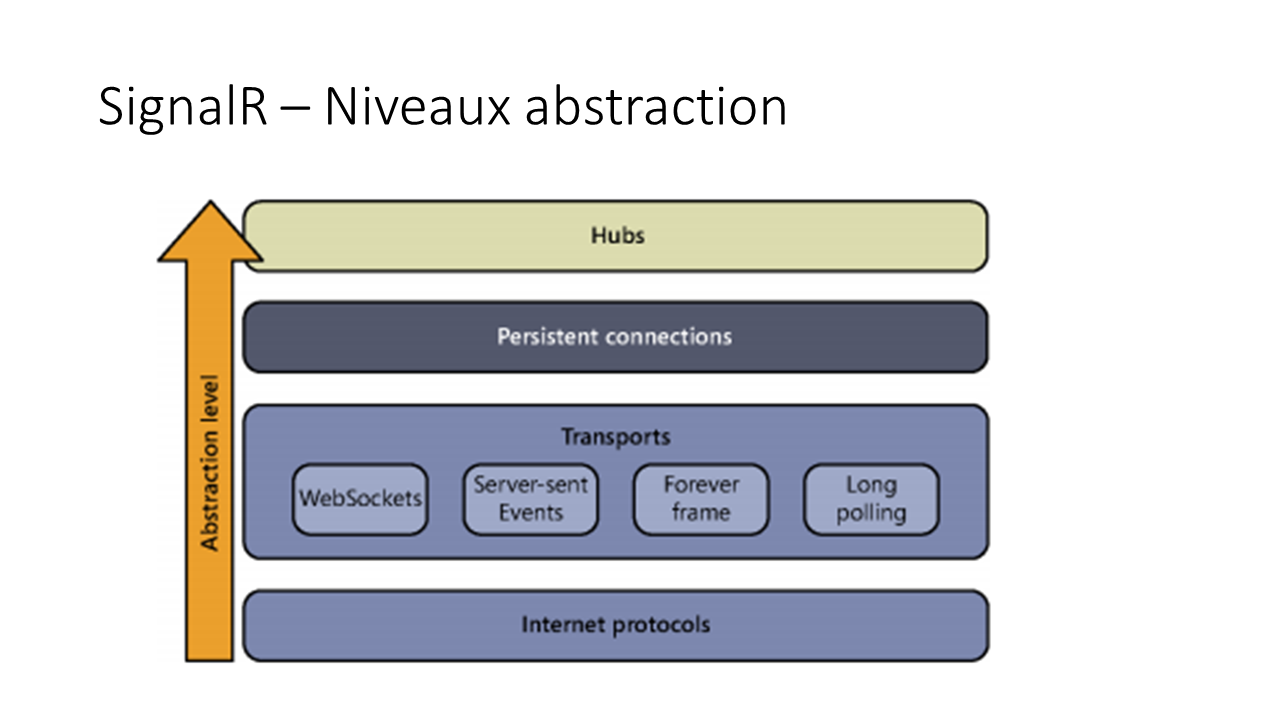 SignalR – Niveaux abstraction
Hubs
Persistent connections
Transports
WebSockets
Server-sent
Events
Forever
frame
Long
polling
Internet protocols
Abstraction level